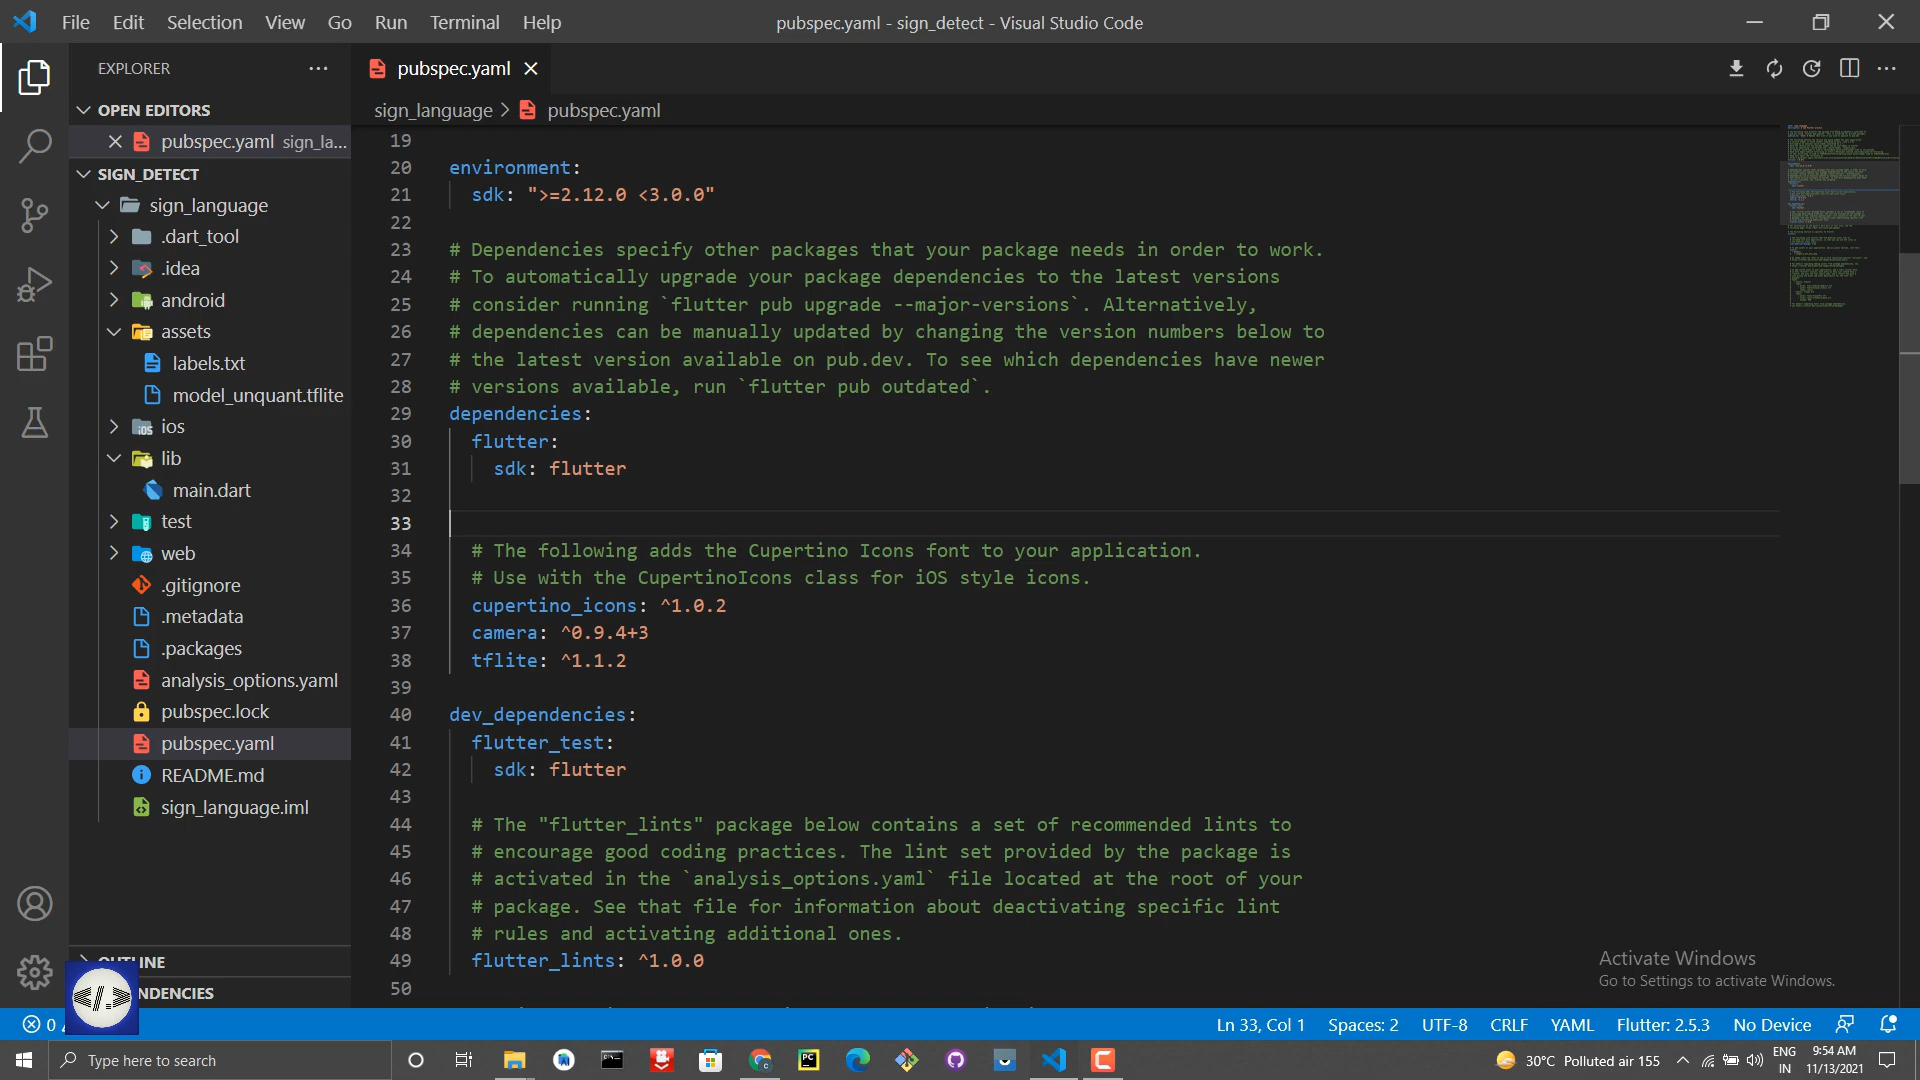 File Edit Selection View Go Run Terminal Help
pubspec.yaml - sign_detect - Visual Studio Code
EXPLORER
OPEN EDITORS
pubspec.yaml sign_la...
SIGN_DETECT
sign_language
.dart_tool
.idea
android
assets
labels.txt
model_unquant.tflite
ios
lib
main.dart
test
web
.gitignore
.metadata
.packages
analysis_options.yaml
pubspec.lock
pubspec.yaml
README.md
sign_language.iml
NDENCIES
pubspec.yaml
sign_language > pubspec.yaml
19
20 environment:
21 sdk: ">=2.12.0 <3.0.0"
22
23 # Dependencies specify other packages that your package needs in order to work.
24 # To automatically upgrade your package dependencies to the latest versions
25 # consider running `flutter pub upgrade --major-versions`. Alternatively,
26 # dependencies can be manually updated by changing the version numbers below to
27 # the latest version available on pub.dev. To see which dependencies have newer
28 # versions available, run `flutter pub outdated`.
29 dependencies:
30 flutter:
31 sdk: flutter
32
33
34 # The following adds the Cupertino Icons font to your application.
35 # Use with the CupertinoIcons class for iOS style icons.
36 cupertino_icons: ^1.0.2
37 camera: ^0.9.4+3
38 tflite: ^1.1.2
39
40 dev_dependencies:
41 flutter_test:
42 sdk: flutter
43
44 # The "flutter_lints" package below contains a set of recommended lints to
45 # encourage good coding practices. The lint set provided by the package is
46 # activated in the `analysis_options.yaml` file located at the root of your
47 # package. See that file for information about deactivating specific lint
48 # rules and activating additional ones.
49 flutter_lints: ^1.0.0
50
Activate Windows
Go to Settings to activate Windows.
</.>
0
Ln 33, Col 1 Spaces: 2 UTF-8 CRLF YAML Flutter: 2.5.3 No Device
Type here to search
30°C Polluted air 155
ENG
IN
9:54 AM
11/13/2021